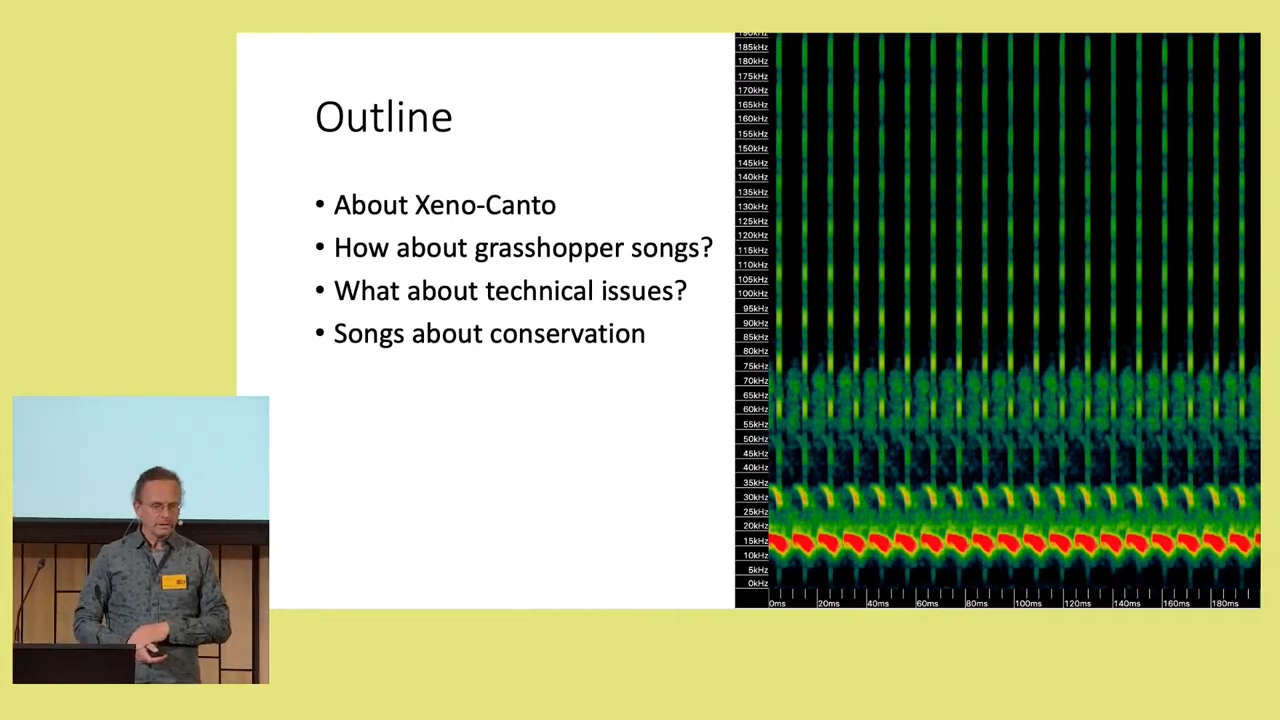 Outline
• About Xeno-Canto
• How about grasshopper songs?
• What about technical issues?
• Songs about conservation
190kHz
185kHz
180kHz
175kHz
170kHz
165kHz
160kHz
155kHz
150kHz
145kHz
140kHz
135kHz
130kHz
125kHz
120kHz
115kHz
110kHz
105kHz
100kHz
95kHz
90kHz
85kHz
80kHz
75kHz
70kHz
65kHz
60kHz
55kHz
50kHz
45kHz
40kHz
35kHz
30kHz
25kHz
20kHz
15kHz
10kHz
5kHz
0kHz
0ms 20ms 40ms 60ms 80ms 100ms 120ms 140ms 160ms 180ms